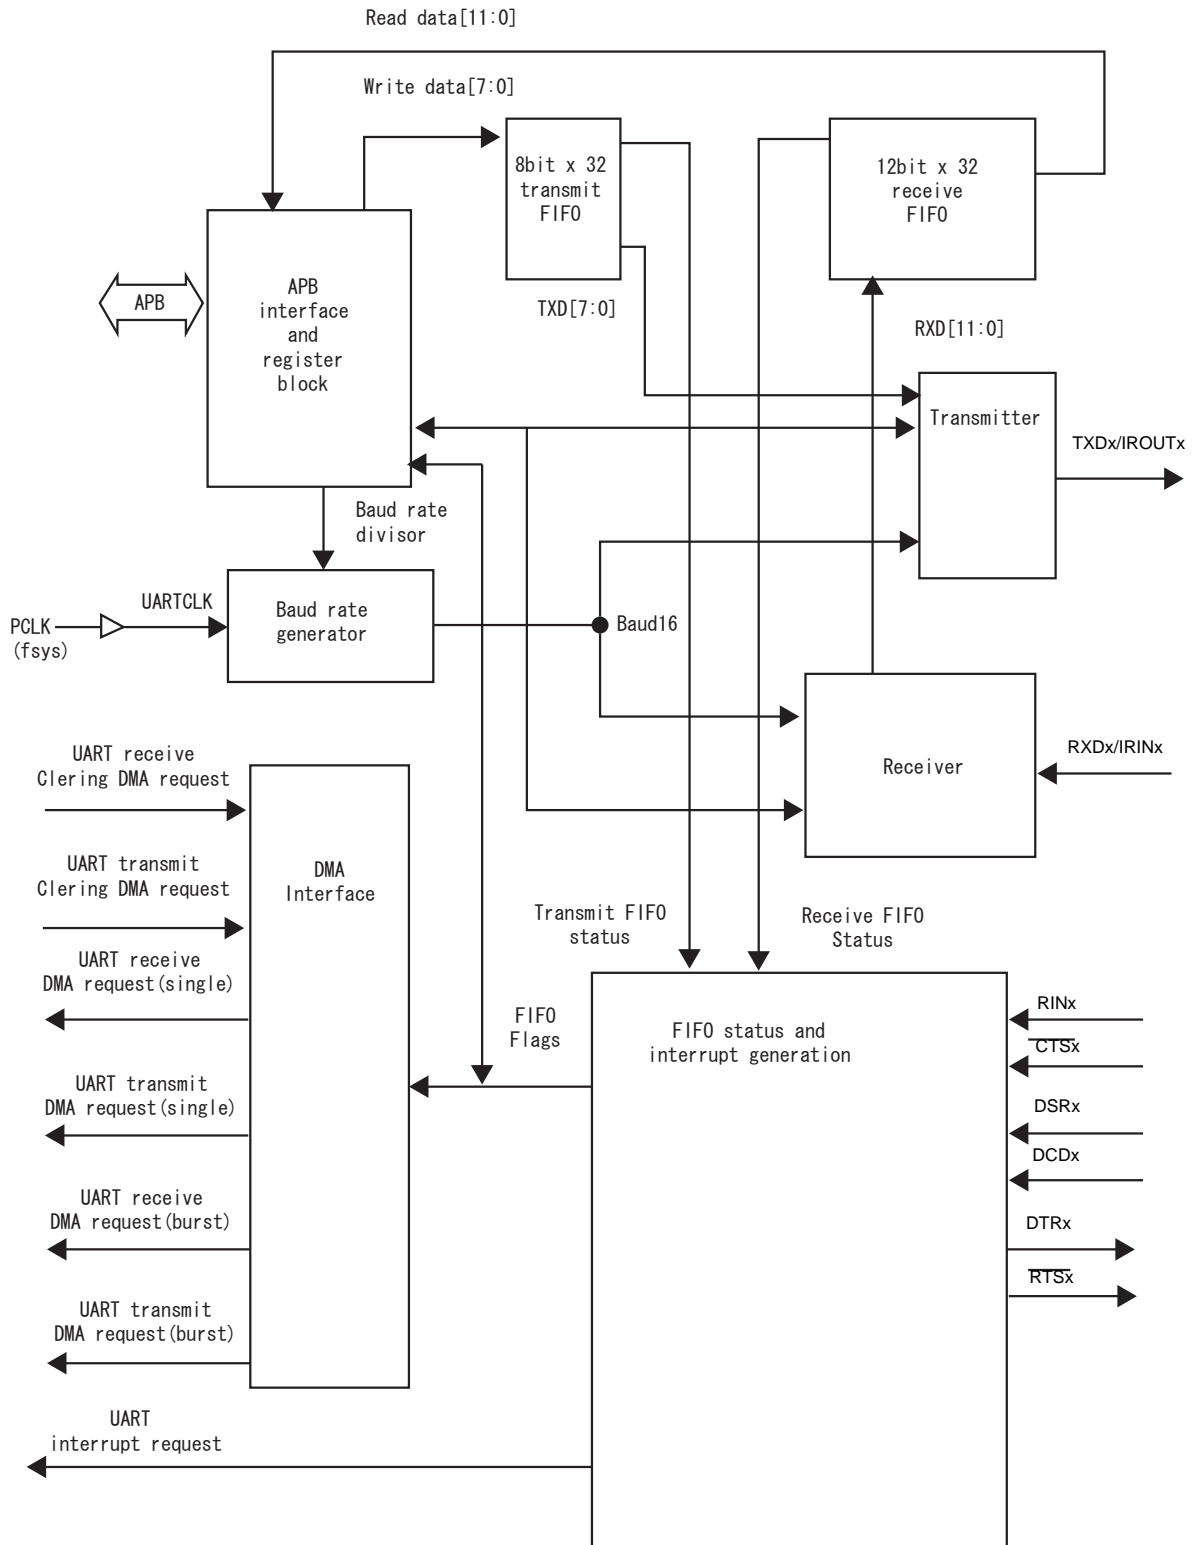 Read data[11:0]
Write data[7:0]
8bit x 32
transmit
FIFO
12bit x 32
receive
FIFO
APB
APB
interface
and
register
block
TXD[7:0]
RXD[11:0]
Transmitter
TXDx/IROUTx
Baud rate
divisor
UARTCLK
PCLK
(fsys)
Baud rate
generator
Baud16
Receiver
RXDx/IRINx
UART receive
Clering DMA request
UART transmit
Clering DMA request
UART receive
DMA request(single)
UART transmit
DMA request(single)
UART receive
DMA request(burst)
UART transmit
DMA request(burst)
UART
interrupt request
DMA
Interface
Transmit FIFO
status
Receive FIFO
Status
FIFO
Flags
FIFO status and
interrupt generation
RINx
CTSx
DSRx
DCDx
DTRx
RTSx